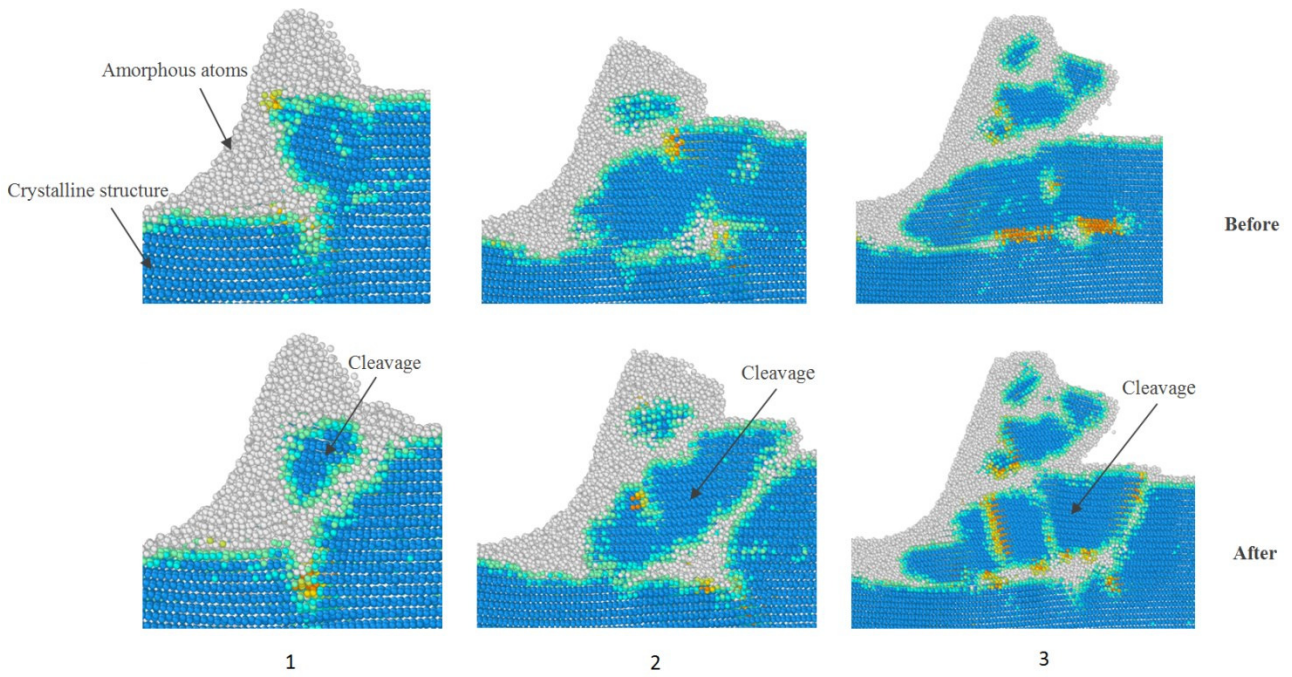 Amorphous atoms
Crystalline structure
Before
Cleavage
Cleavage
Cleavage
After
1
2
3